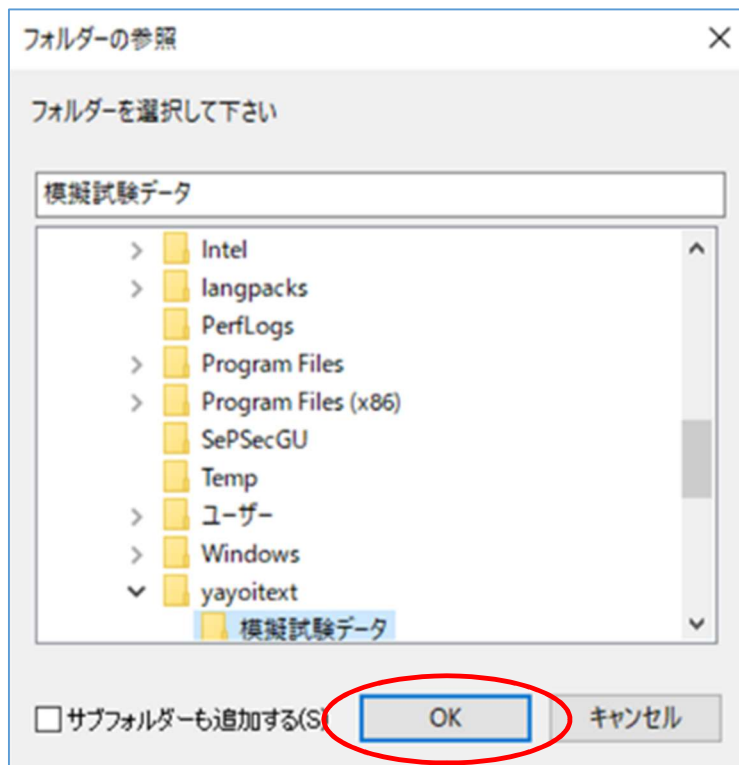 フォルダーの参照
フォルダーを選択して下さい
模擬試験データ
Intel
langpacks
PerfLogs
Program Files
Program Files (x86)
SePSecGU
Temp
ユーザー
Windows
yayoitext
模擬試験データ
サブフォルダーも追加する(S) OK キャンセル